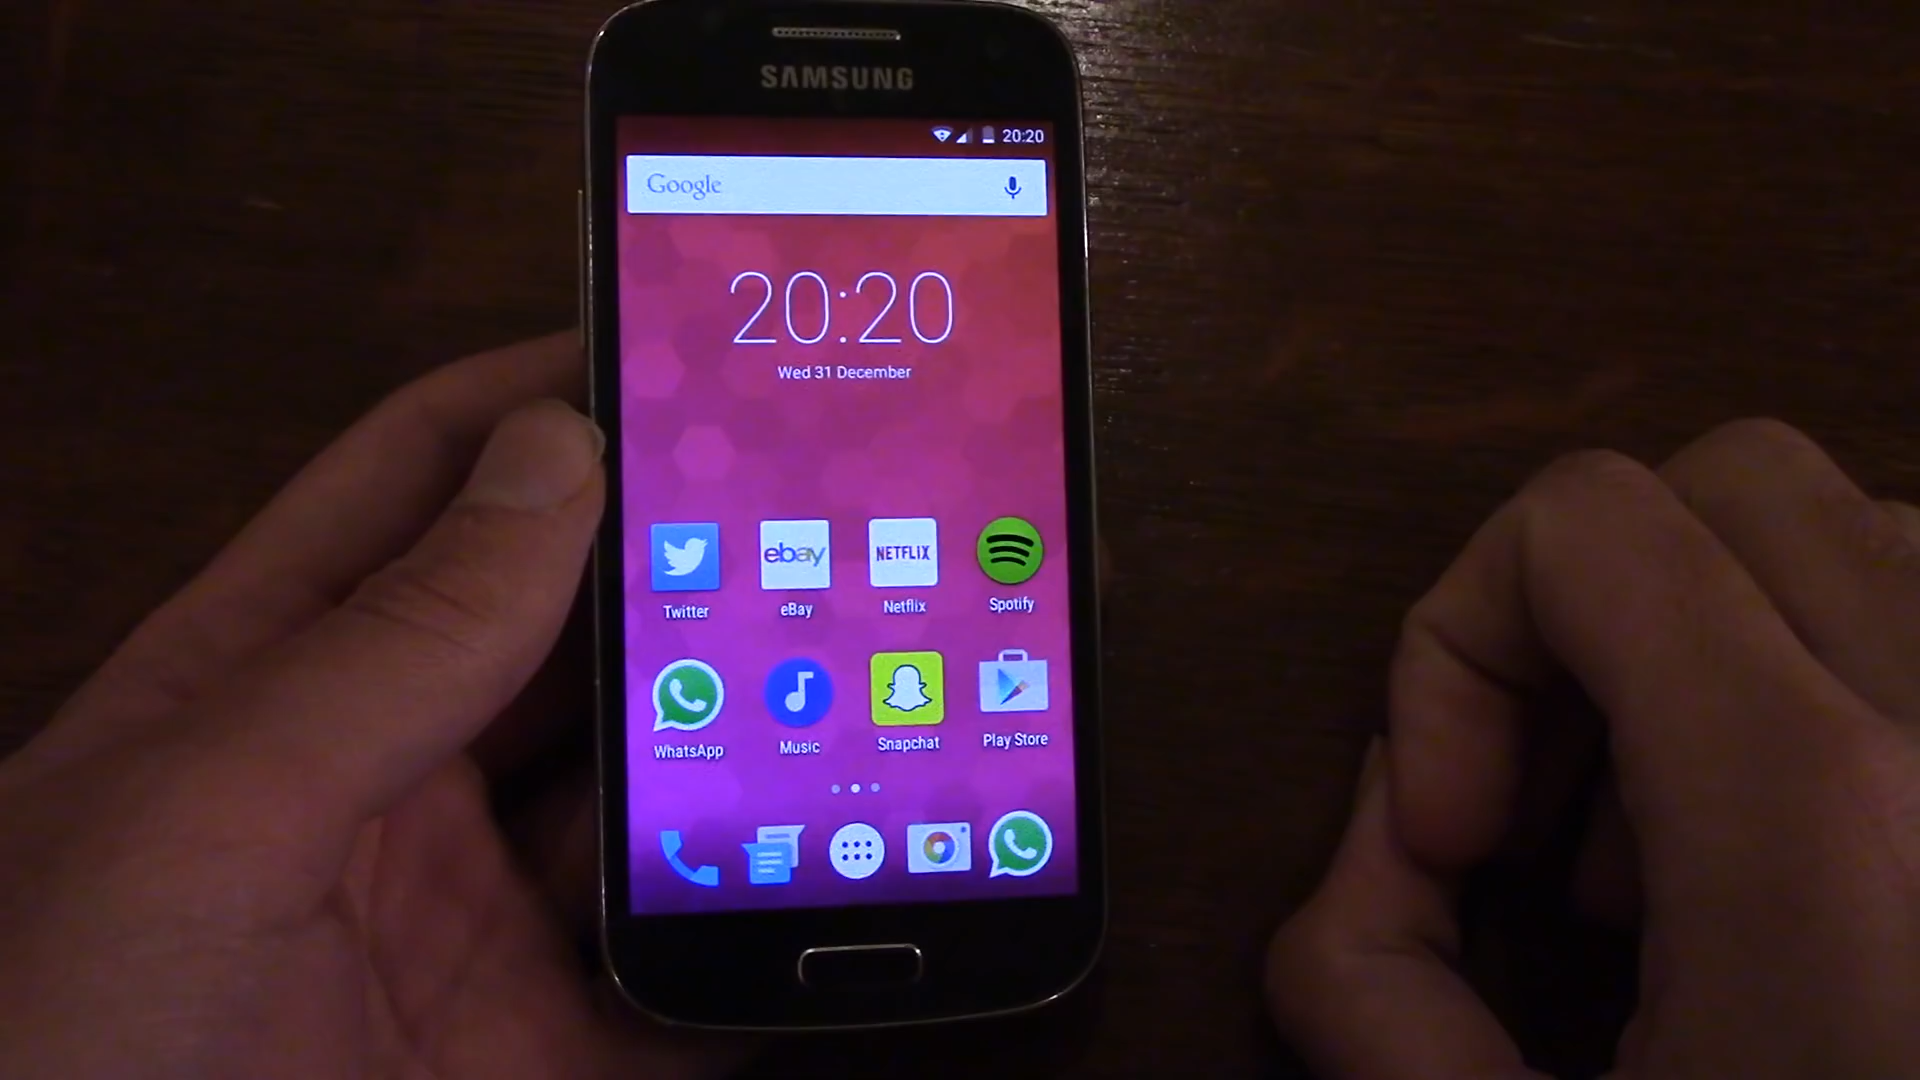 SAMSUNG
20:20
Google
20:20
Wed 31 December
ebay
NETFLIX
Twitter
eBay
Netflix
Spotify
WhatsApp
Music
Snapchat
Play Store